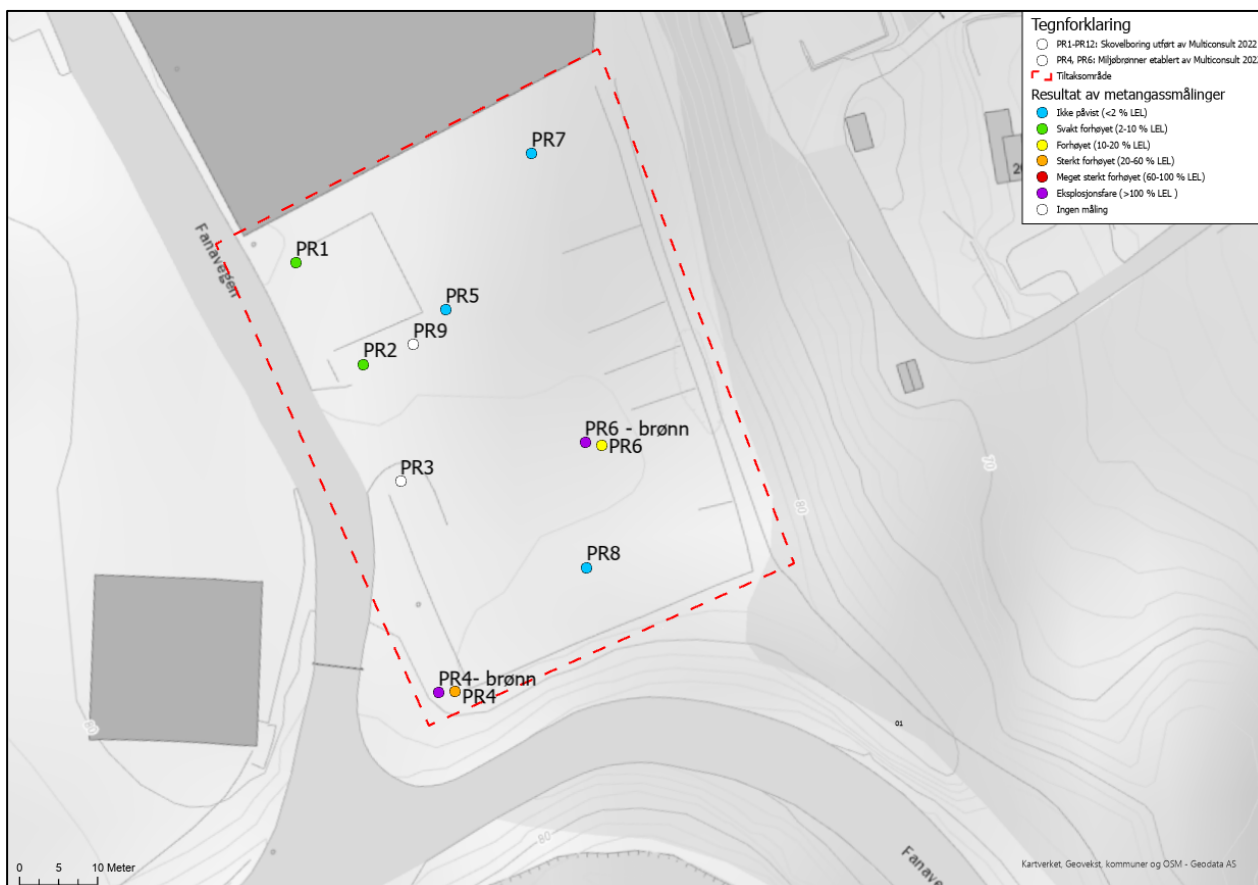 Tegnforklaring
PR1-PR12: Skovelboring utført av Multiconsult 2022
PR4, PR6: Miljøbrønner etablert av Multiconsult 2022
Tiltaksområde
Resultat av metangassmålinger
Ikke påvist (<2 % LEL)
Svakt forhøyet (2-10 % LEL)
Forhøyet (10-20 % LEL)
Sterkt forhøyet (20-60 % LEL)
Meget sterkt forhøyet (60-100 % LEL)
Eksplosjonsfare (>100 % LEL )
Ingen måling
PR7
Fanavegen
PR1
PR5
PR9
PR2
PR6 - brønn
PR6
PR3
70
80
PR8
PR4- brønn
PR4
80
01
80
Fanaveg
0 5 10 Meter
Kartverket, Geovekst, kommuner og OSM - Geodata AS